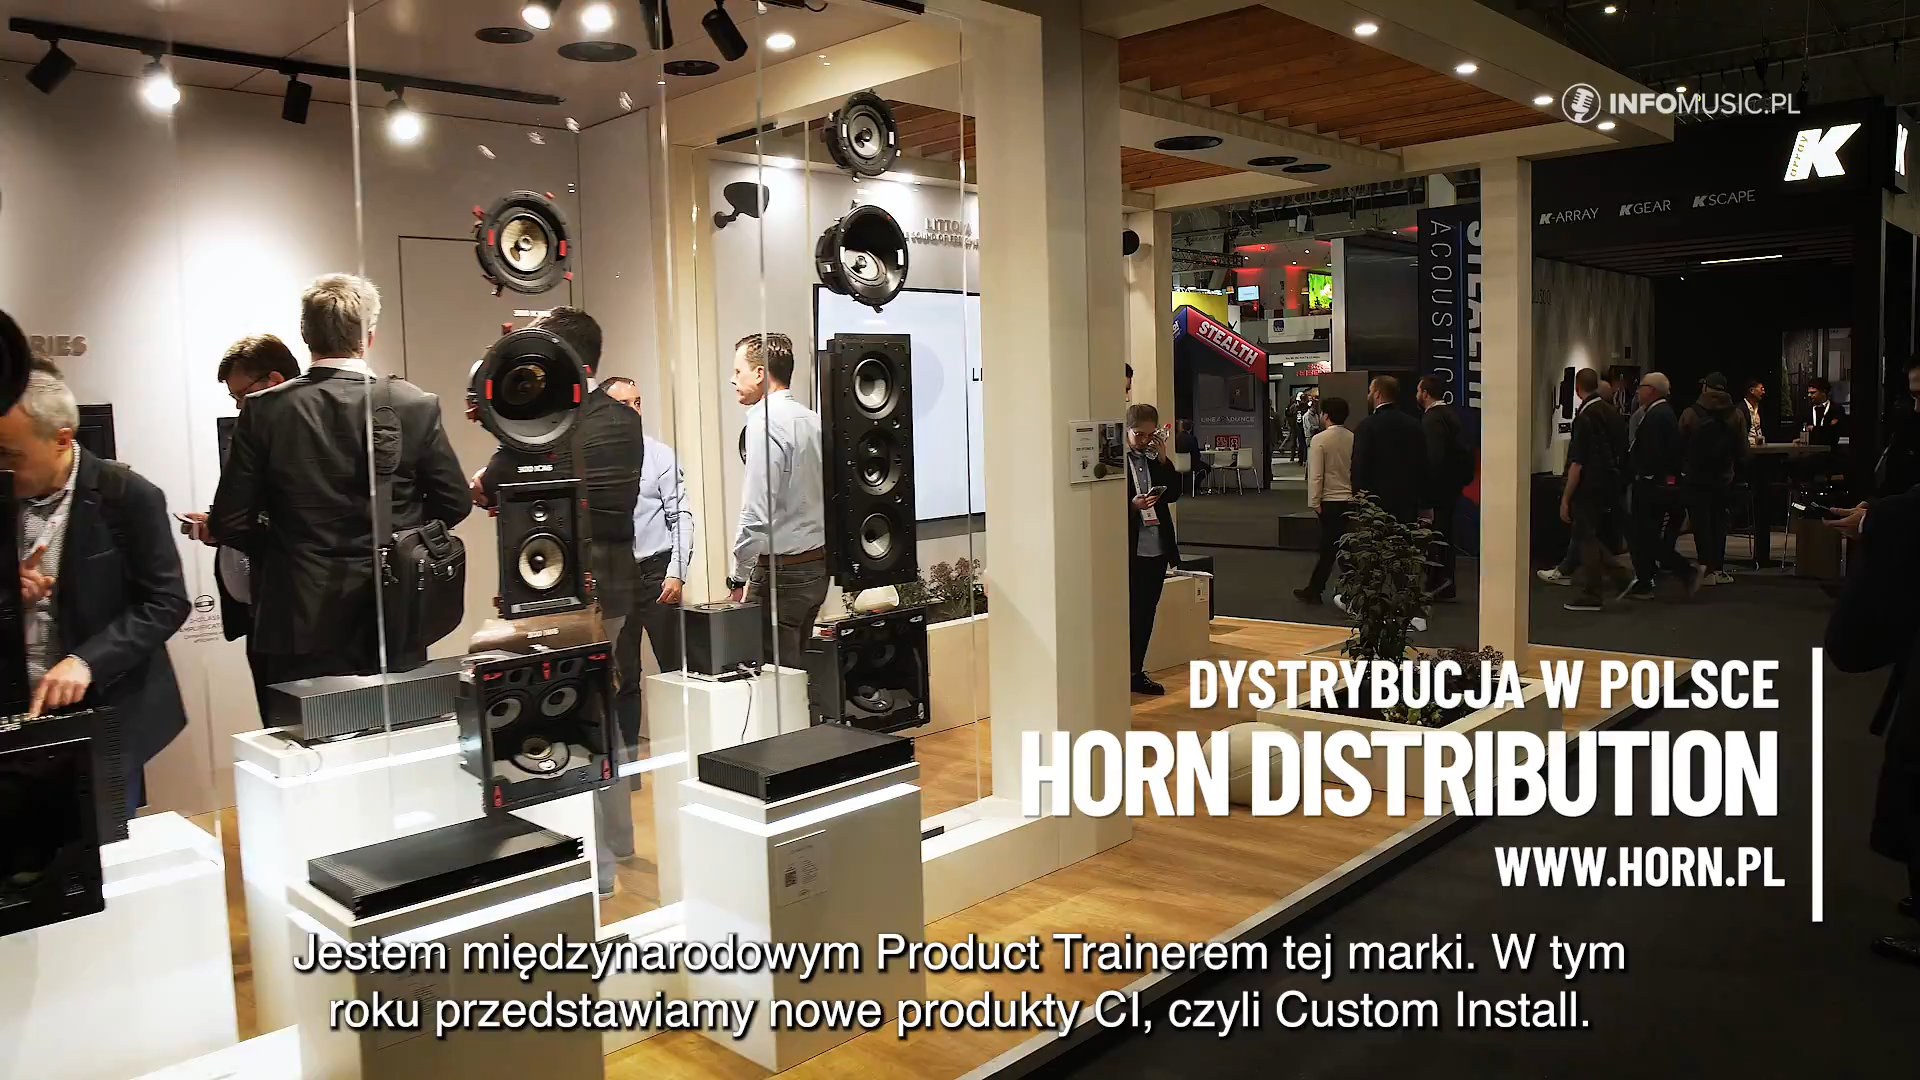 INFOMUSIC.PL
K
array
K-ARRAY KGEAR KSCAPE
STEALTH
ACOUSTICS
STEALTH
DYSTRYBUCJA W POLSCE
HORN DISTRIBUTION
WWW.HORN.PL
Jestem międzynarodowym Product Trainerem tej marki. W tym
roku przedstawiamy nowe produkty CI, czyli Custom Install.